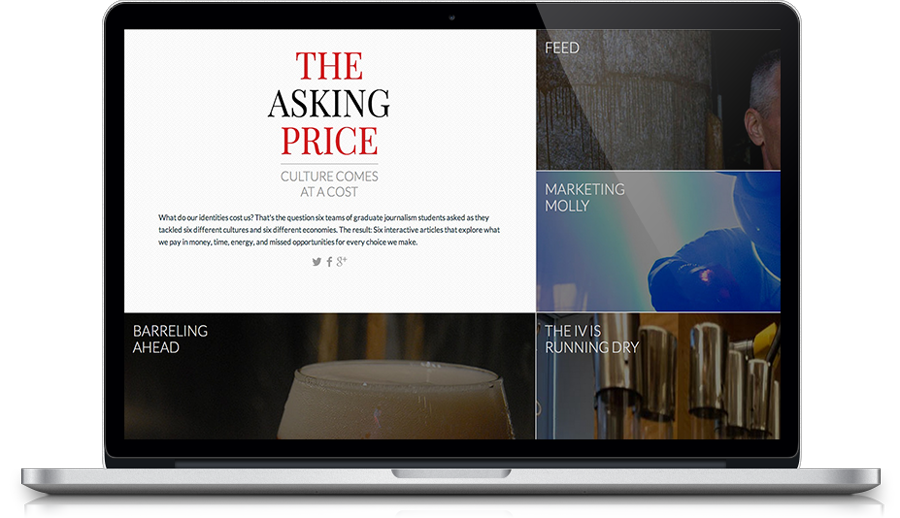 THE
ASKING
PRICE
CULTURE COMES
AT A COST
What do our identities cost us? That's the question six teams of graduate journalism students asked as they
tackled six different cultures and six different economies. The result: Six interactive articles that explore what
we pay in money, time, energy, and missed opportunities for every choice we make.
FEED
MARKETING
MOLLY
BARRELING
AHEAD
THE IV IS
RUNNING DRY